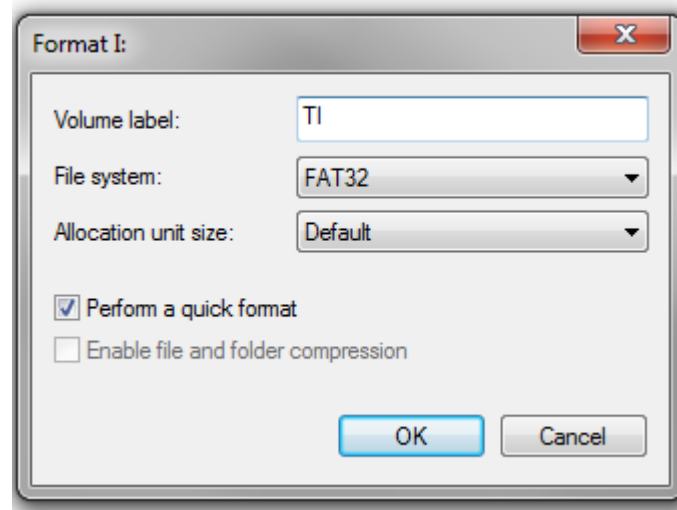 Format I:
Volume label: TI
File system: FAT32
Allocation unit size: Default
Perform a quick format
Enable file and folder compression
OK Cancel